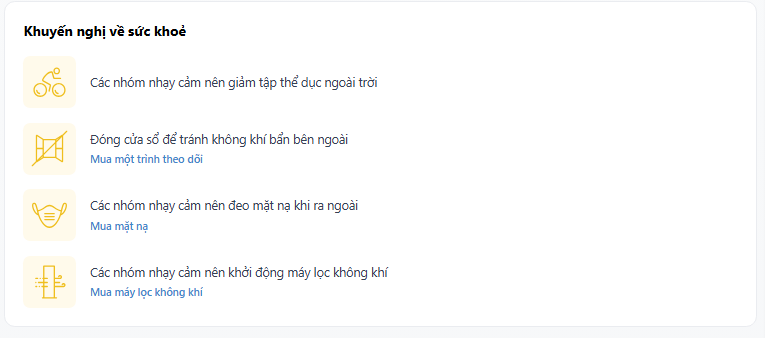 Khuyến nghị về sức khoẻ
Các nhóm nhạy cảm nên giảm tập thể dục ngoài trời
Đóng cửa sổ để tránh không khí bẩn bên ngoài
Mua một trình theo dõi
Các nhóm nhạy cảm nên đeo mặt nạ khi ra ngoài
Mua mặt nạ
Các nhóm nhạy cảm nên khởi động máy lọc không khí
Mua máy lọc không khí